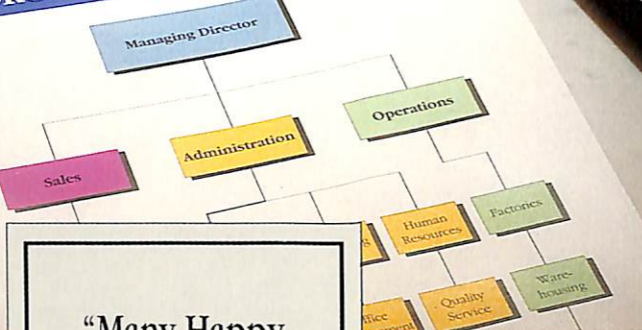 Managing Director
Operations
Administration
Sales
Factories
Human
Resources
Ware-
housing
Quality
Service
"Many Happy